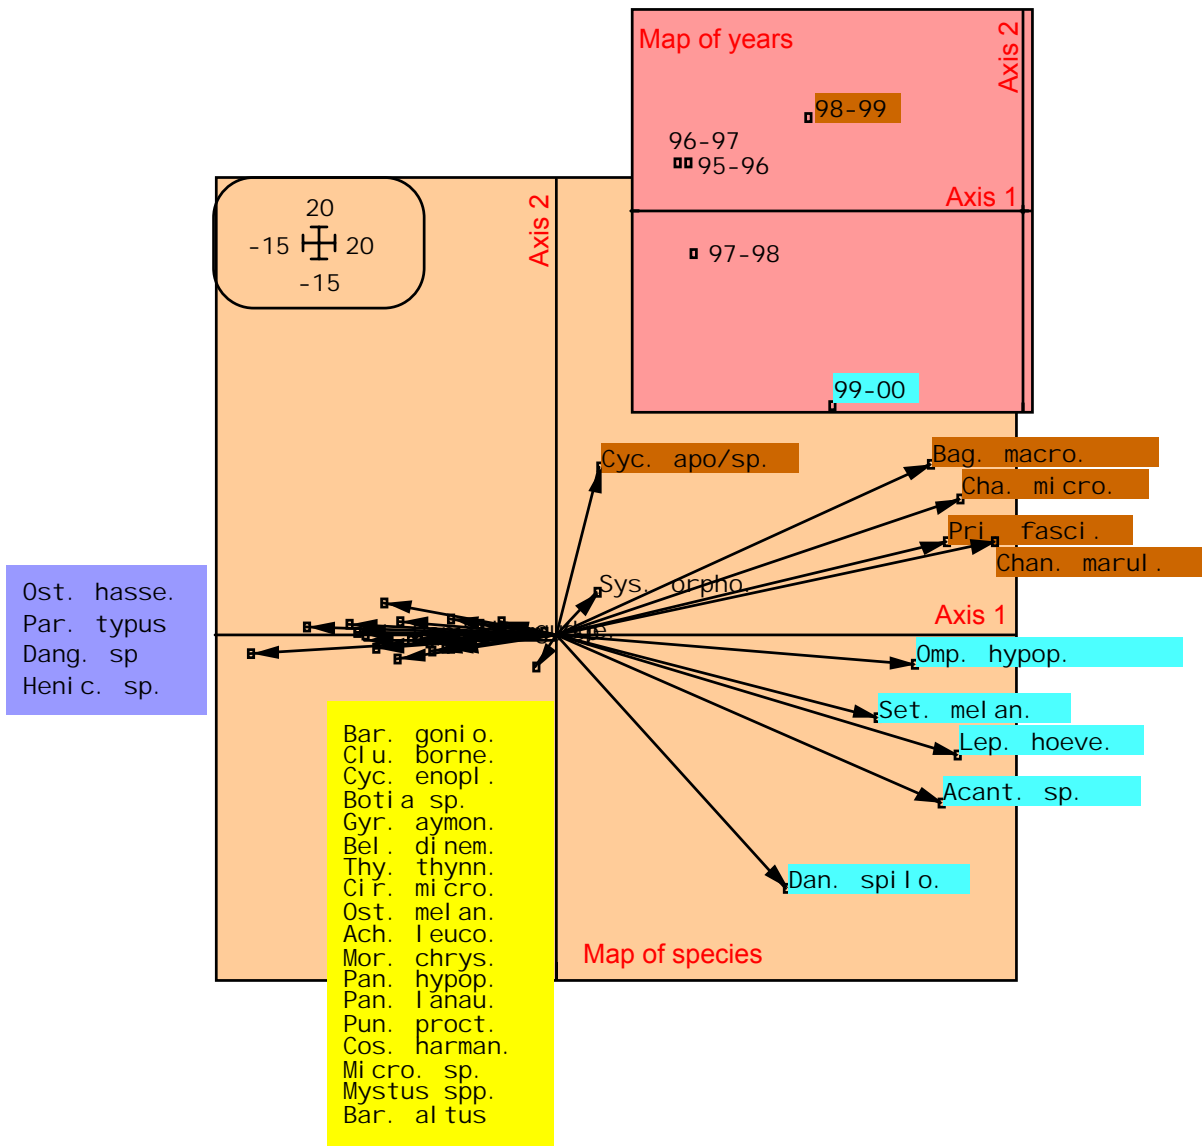 Map of years
Axis 2
98-99
96-97
95-96
Axis 1
97-98
99-00
20
-15
20
-15
Axis 2
Cyc. apo/sp.
Bag. macro.
Cha. micro.
Pri. fasci.
Chan. marul.
Sys. orpho.
Axis 1
Omp. hypop.
Set. melan.
Lep. hoeve.
Acant. sp.
Dan. spilo.
Map of species
Ost. hasse.
Par. typus
Dang. sp
Henic. sp.
Bar. gonio.
Clu. borne.
Cyc. enopl.
Botia sp.
Gyr. aymon.
Bel. dinem.
Thy. thynn.
Cir. micro.
Ost. melan.
Ach. leuco.
Mor. chrys.
Pan. hypop.
Pan. lanau.
Pun. proct.
Cos. harman.
Micro. sp.
Mystus spp.
Bar. altus